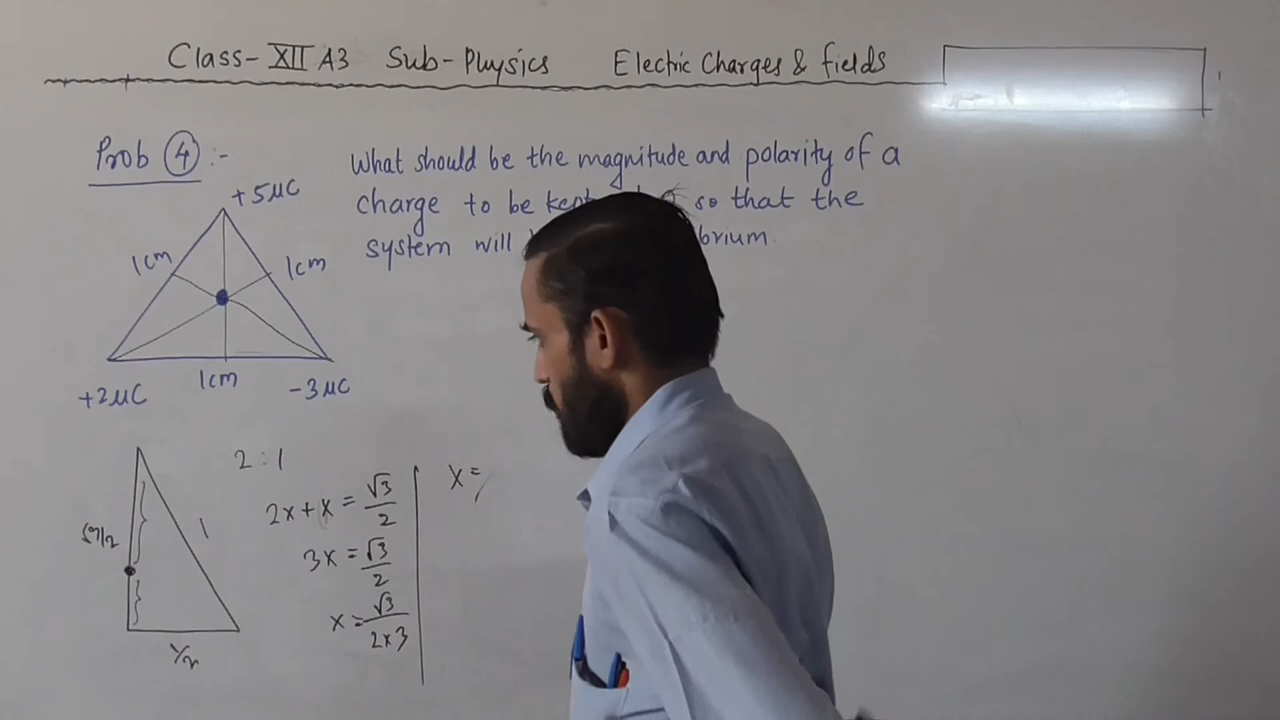 Class-XII A3 Sub-Physics Electric Charges & fields
Prob 4 :-
What should be the magnitude and polarity of a
charge to be kept so that the
system will
+5μC
1cm
1cm
+2μC
1cm
-3μC
2:1
√3/2
1
1/2
2x+x = √3/2
3x = √3/2
x = √3/2×3
x =